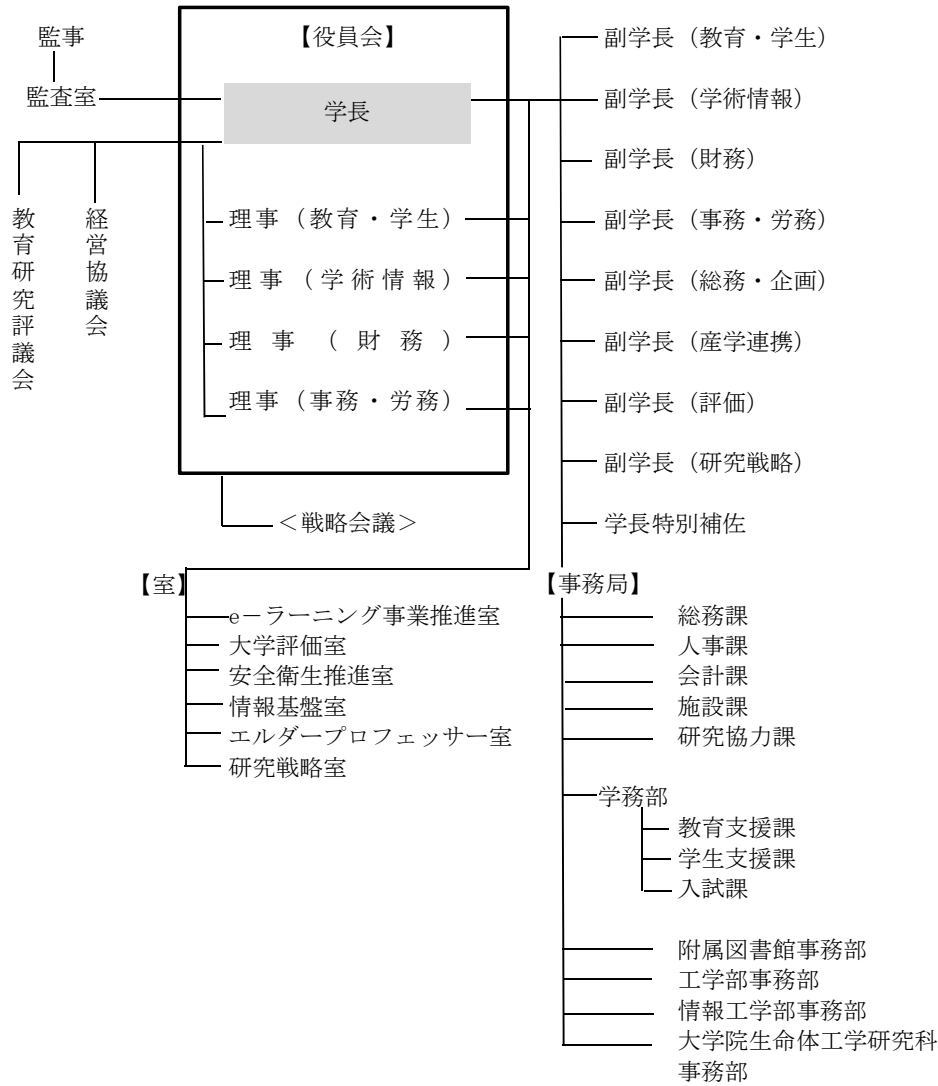 監事
監査室
教育研究評議会
経営協議会
【役員会】
学長
理事（教育・学生）
理事（学術情報）
理事（財務）
理事（事務・労務）
＜戦略会議＞
副学長（教育・学生）
副学長（学術情報）
副学長（財務）
副学長（事務・労務）
副学長（総務・企画）
副学長（産学連携）
副学長（評価）
副学長（研究戦略）
学長特別補佐
【室】
e－ラーニング事業推進室
大学評価室
安全衛生推進室
情報基盤室
エルダープロフェッサー室
研究戦略室
【事務局】
総務課
人事課
会計課
施設課
研究協力課
学務部
教育支援課
学生支援課
入試課
附属図書館事務部
工学部事務部
情報工学部事務部
大学院生命体工学研究科
事務部